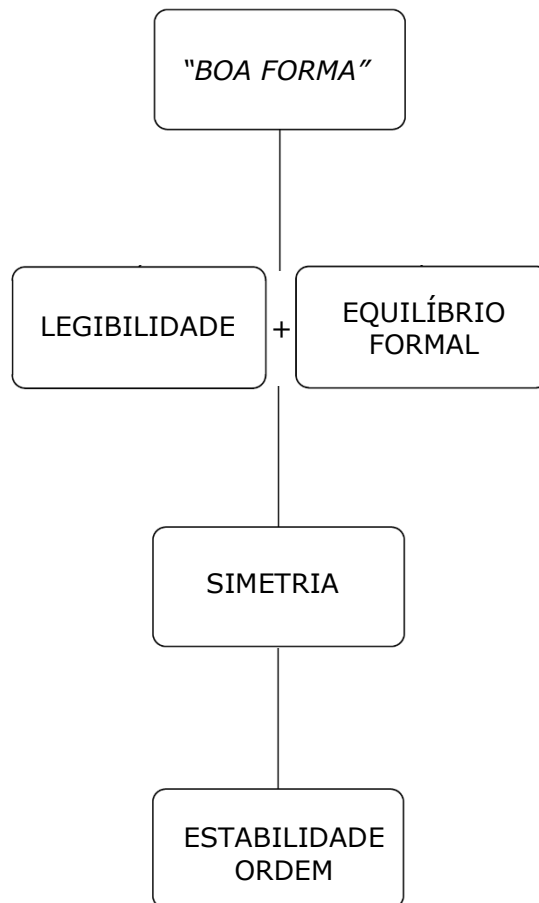 “BOA FORMA”
LEGIBILIDADE
+
EQUILÍBRIO
FORMAL
SIMETRIA
ESTABILIDADE
ORDEM